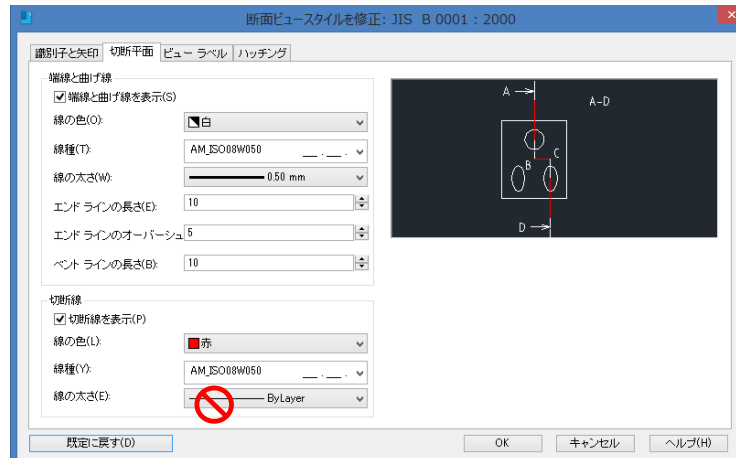 断面ビュースタイルを修正: JIS B 0001 : 2000
識別子と矢印 切断平面 ビュー ラベル ハッチング
端線と曲げ線
端線と曲げ線を表示(S)
線の色(O): 白
線種(T): AM_ISO08W050
線の太さ(W): 0.50 mm
エンド ラインの長さ(E): 10
エンド ラインのオーバーシュ 5
ベント ラインの長さ(B): 10
切断線
切断線を表示(P)
線の色(L): 赤
線種(Y): AM_ISO08W050
線の太さ(E): ByLayer
A
A-D
C
B
D
既定に戻す(D) OK キャンセル ヘルプ(H)